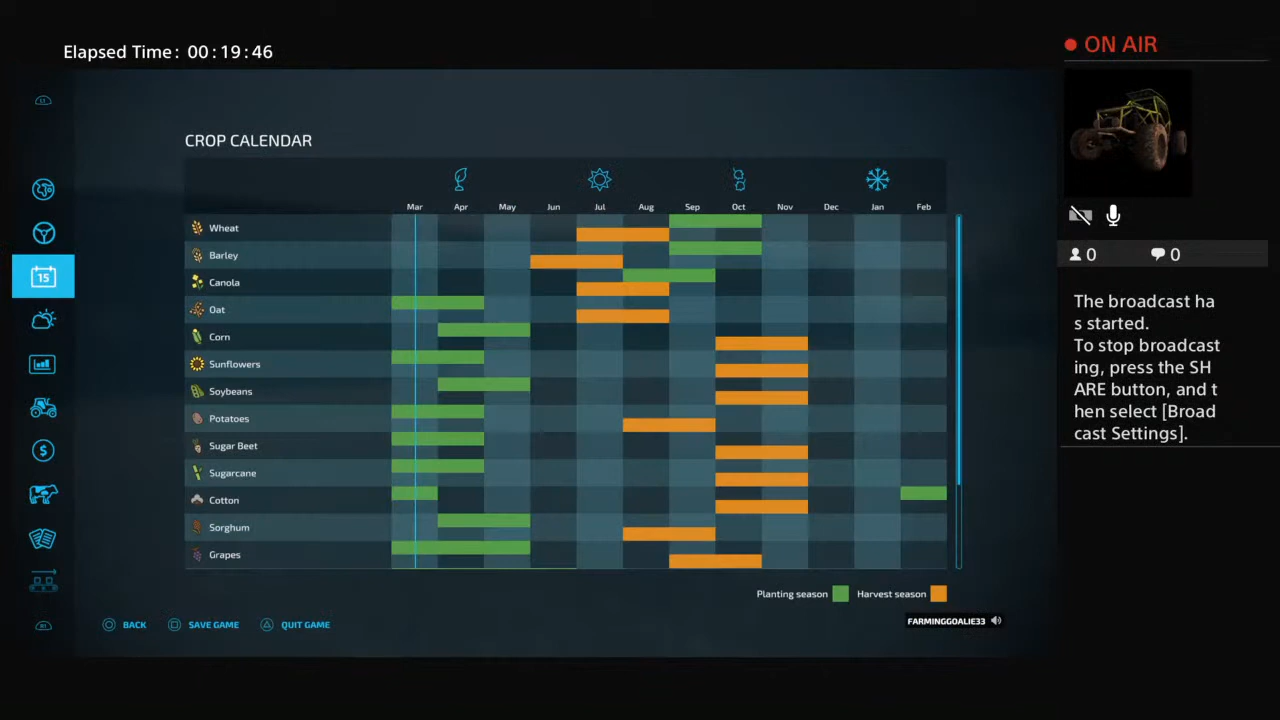 Elapsed Time: 00:19:46
ON AIR
CROP CALENDAR
Mar Apr May Jun Jul Aug Sep Oct Nov Dec Jan Feb
Wheat
Barley
Canola
Oat
Corn
Sunflowers
Soybeans
Potatoes
Sugar Beet
Sugarcane
Cotton
Sorghum
Grapes
15
$
Planting season Harvest season
BACK SAVE GAME QUIT GAME
FARMINGGOALIE33
0 0
The broadcast ha
s started.
To stop broadcast
ing, press the SH
ARE button, and t
hen select [Broad
cast Settings].